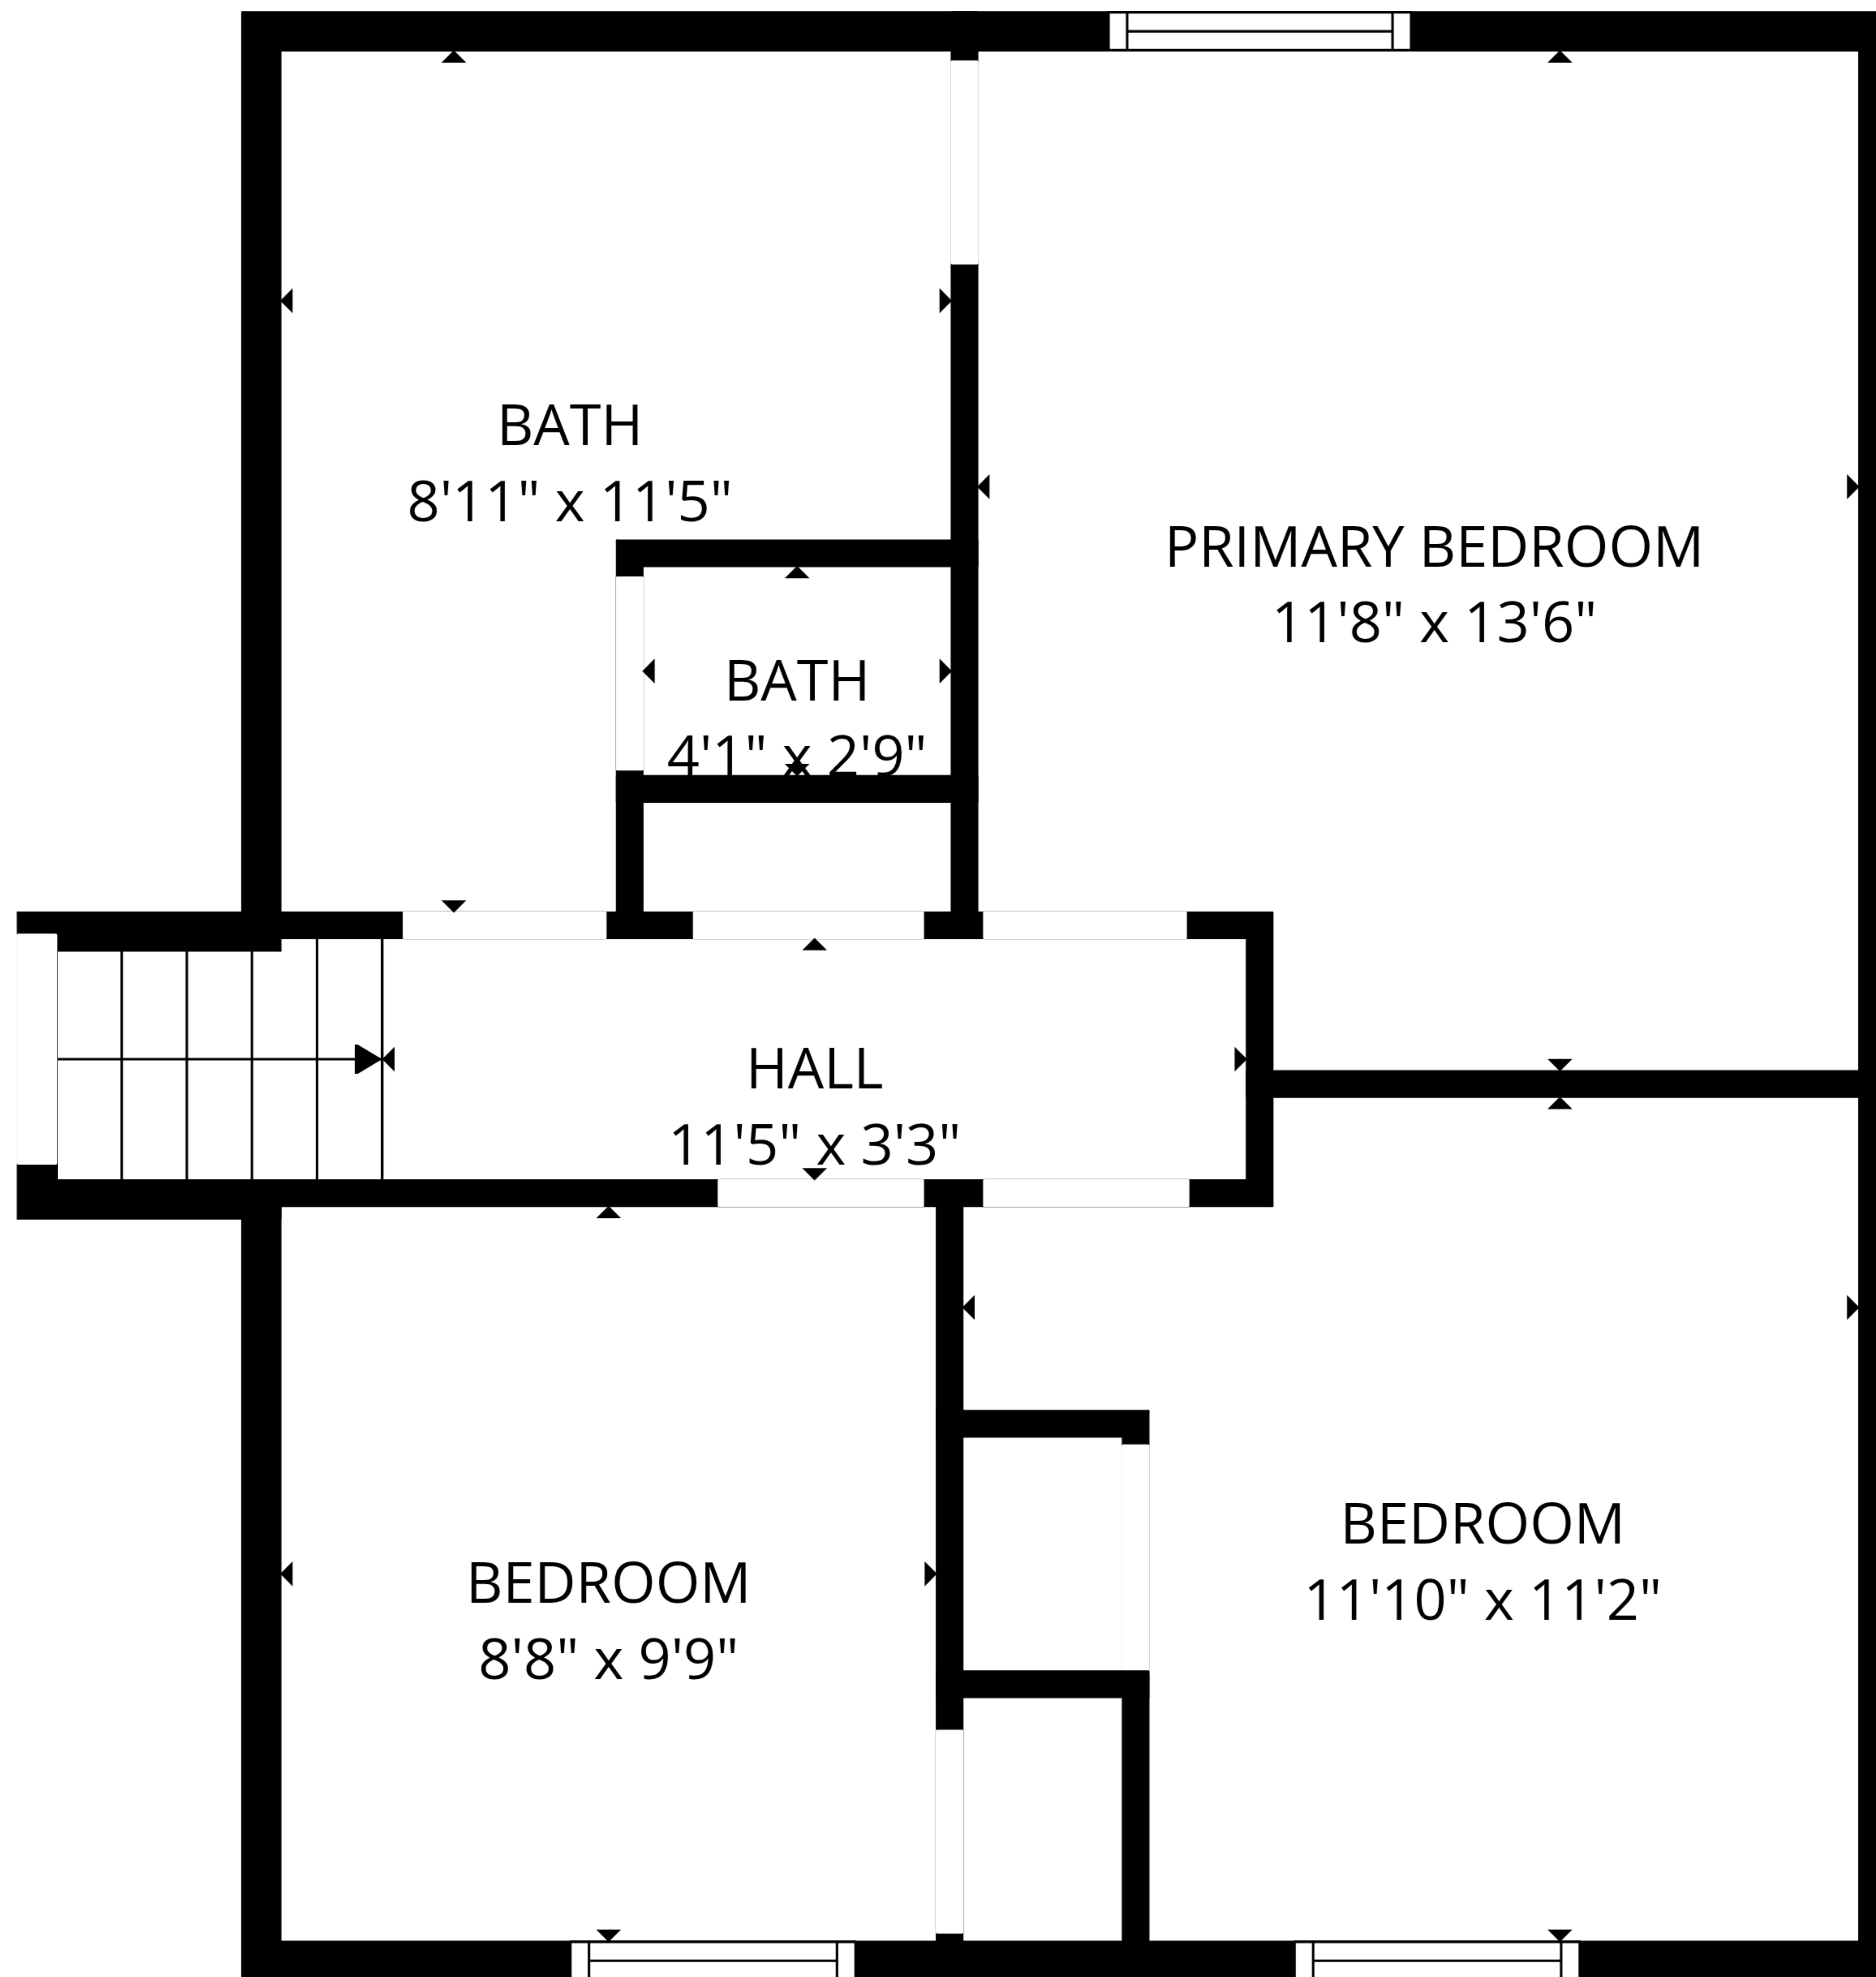 BATH
8'11" x 11'5"
PRIMARY BEDROOM
11'8" x 13'6"
BATH
4'1" x 2'9"
HALL
11'5" x 3'3"
BEDROOM
11'10" x 11'2"
BEDROOM
8'8" x 9'9"